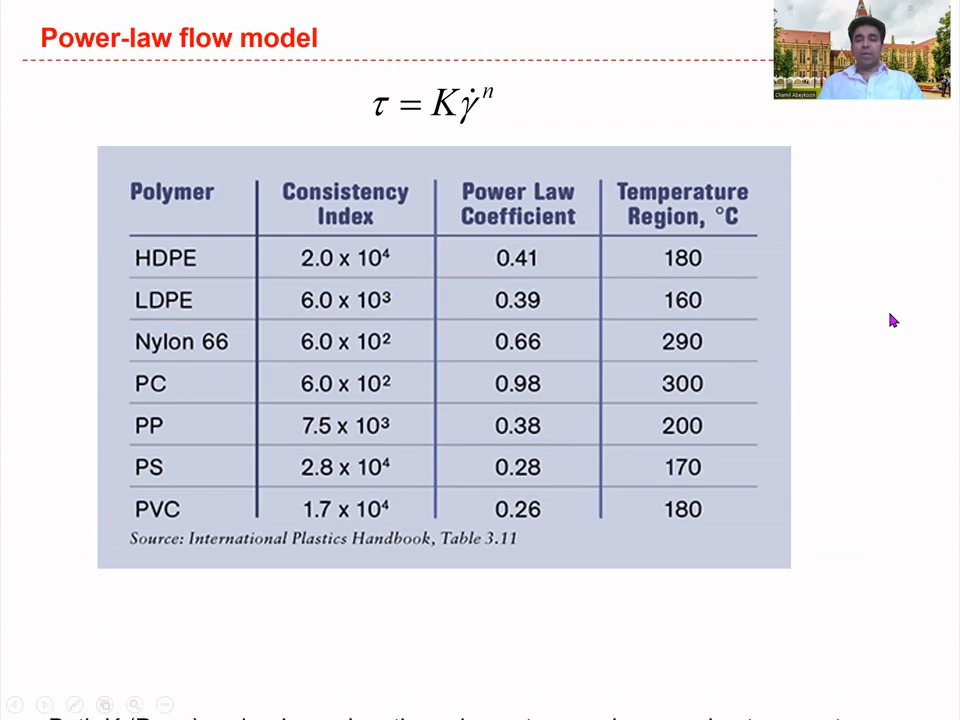 Power-law flow model
Chamil Abeykoon
τ = Kγ̇ⁿ
Polymer Consistency Index Power Law Coefficient Temperature Region, °C
HDPE 2.0 x 10⁴ 0.41 180
LDPE 6.0 x 10³ 0.39 160
Nylon 66 6.0 x 10² 0.66 290
PC 6.0 x 10² 0.98 300
PP 7.5 x 10³ 0.38 200
PS 2.8 x 10⁴ 0.28 170
PVC 1.7 x 10⁴ 0.26 180
Source: International Plastics Handbook, Table 3.11